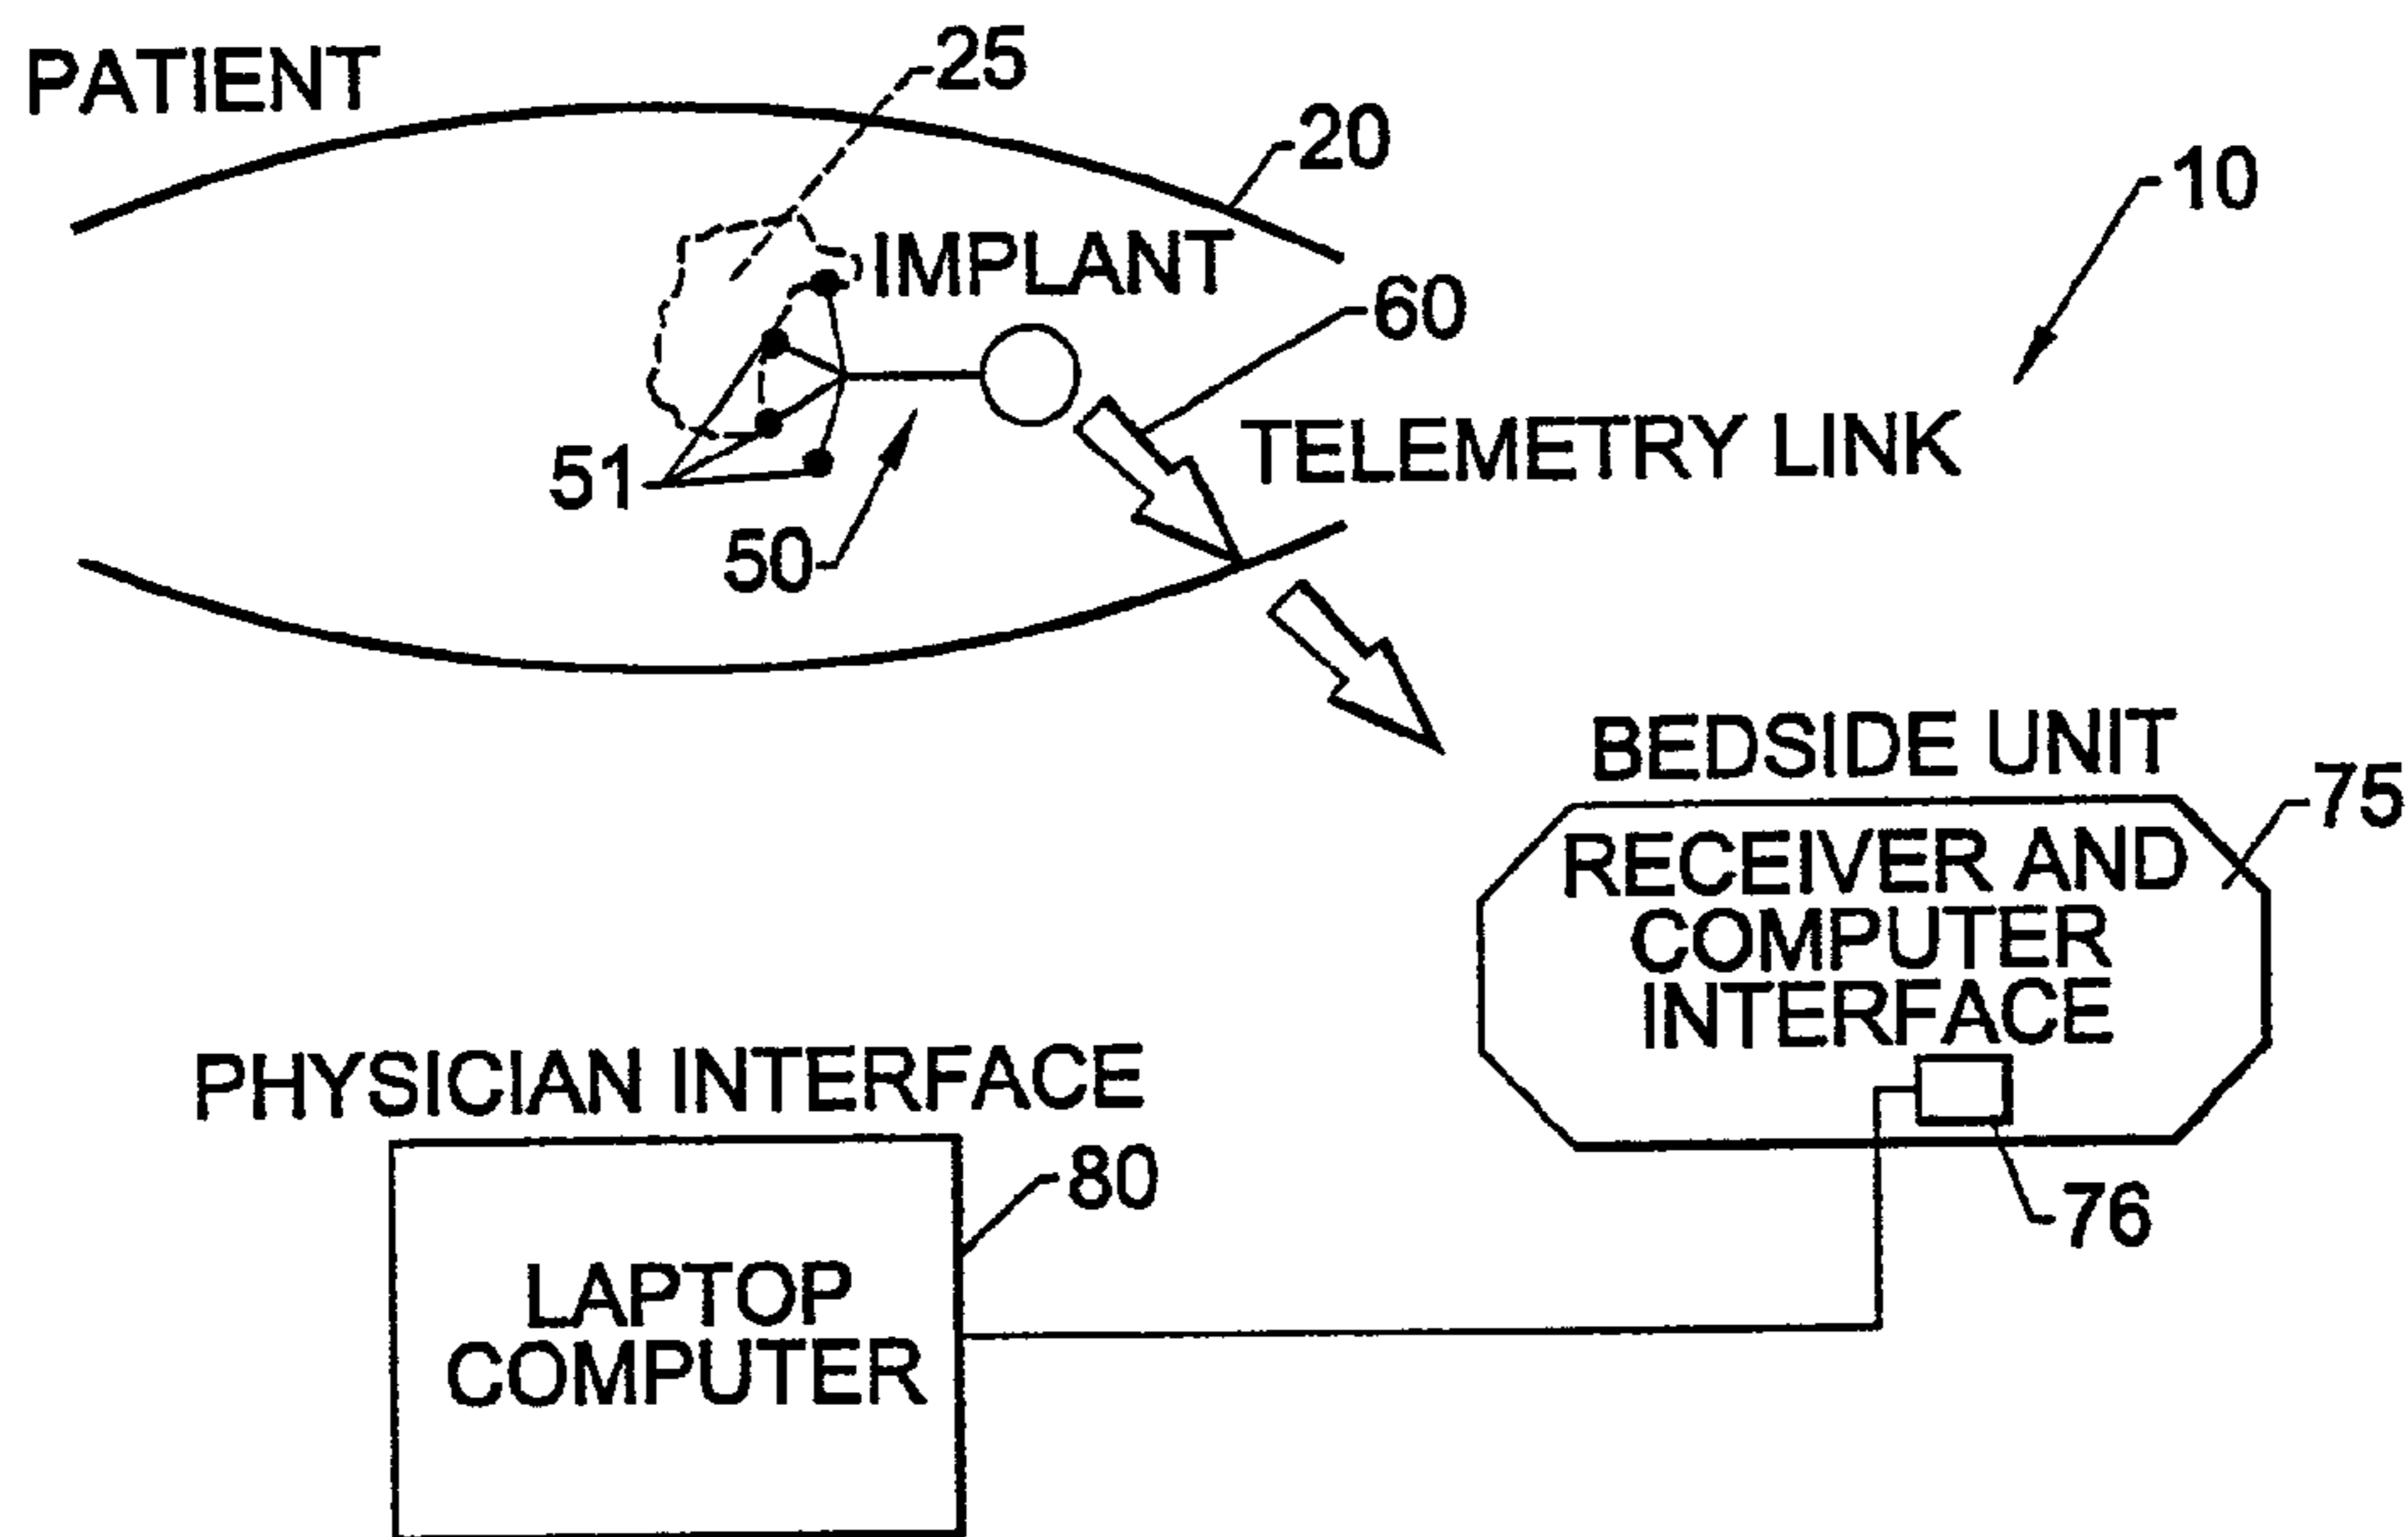 PATIENT
25
20
10
IMPLANT
60
TELEMETRY LINK
51
50
BEDSIDE UNIT
75
RECEIVER AND
COMPUTER
INTERFACE
76
PHYSICIAN INTERFACE
80
LAPTOP
COMPUTER